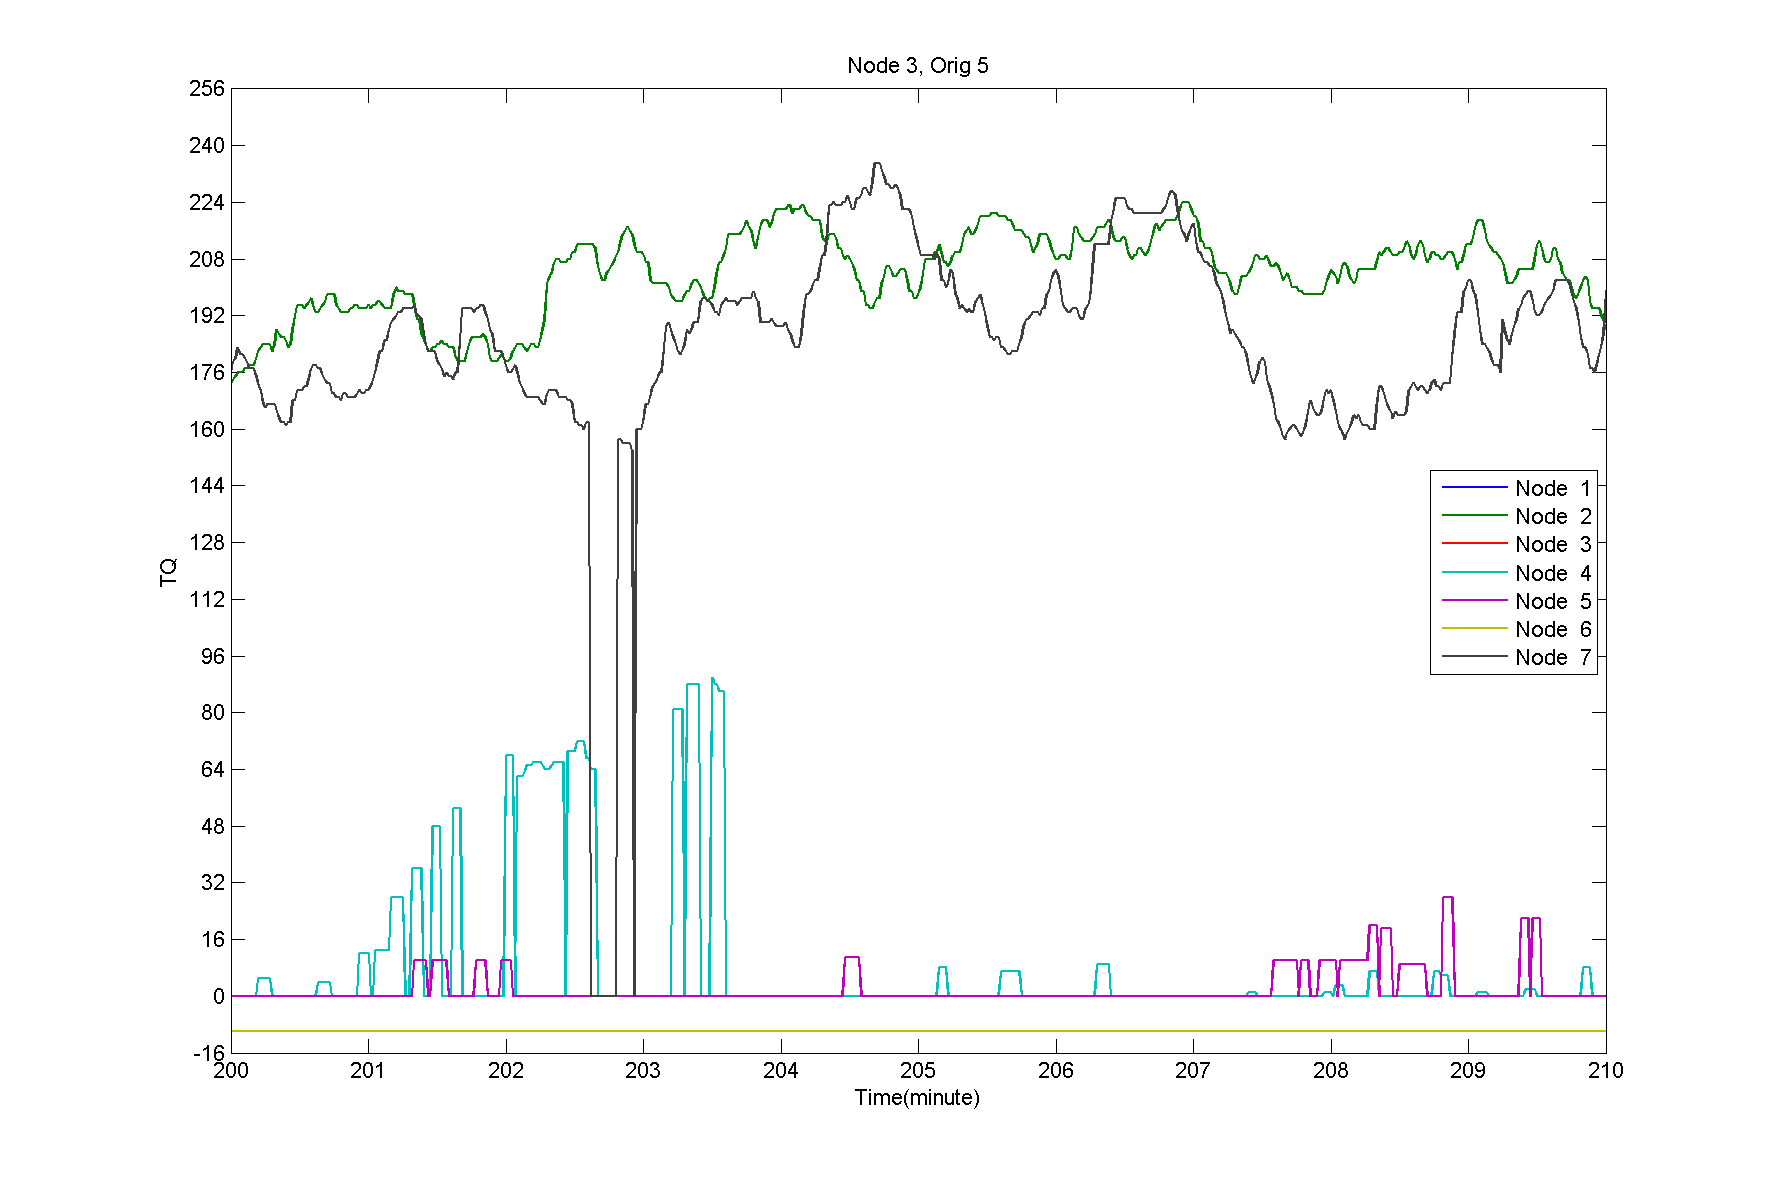 Node 3, Orig 5
256
240
224
208
192
176
160
144
128
112
96
80
64
48
32
16
0
-16
TQ
Node 1
Node 2
Node 3
Node 4
Node 5
Node 6
Node 7
200 201 202 203 204 205 206 207 208 209 210
Time(minute)